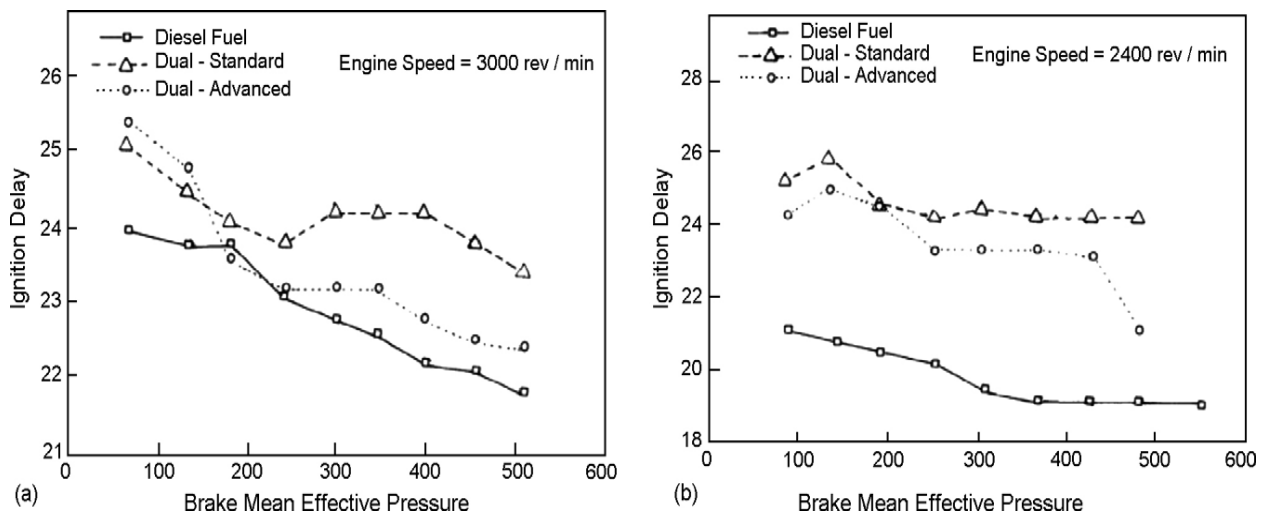 Diesel Fuel
Dual - Standard
Dual - Advanced
Engine Speed = 3000 rev / min
Ignition Delay
26
25
24
23
22
21
0 100 200 300 400 500 600
Brake Mean Effective Pressure
(a)
Diesel Fuel
Dual - Standard
Dual - Advanced
Engine Speed = 2400 rev / min
Ignition Delay
28
26
24
22
20
18
0 100 200 300 400 500 600
Brake Mean Effective Pressure
(b)